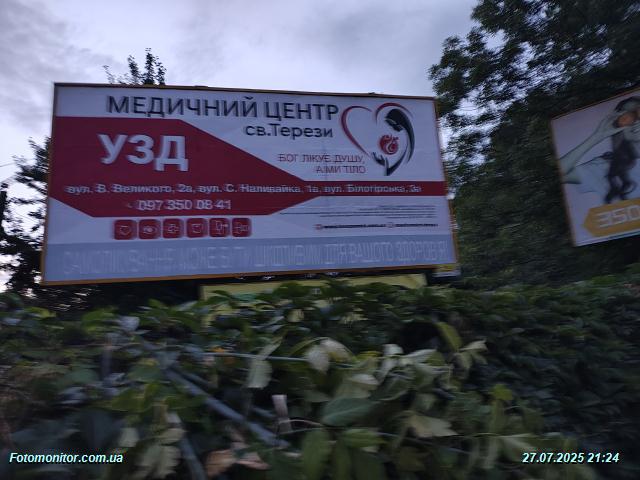 МЕДИЧНИЙ ЦЕНТР
св.Терези
УЗД
БОГ ЛІКУЄ ДУШУ,
А МИ ТІЛО
вул. В. Великого, 2а, вул. С. Наливайка, 1а, вул. Білогірська, 3а
097 350 08 41
САМОЛІКУВАННЯ МОЖЕ БУТИ ШКІДЛИВИМ ДЛЯ ВАШОГО ЗДОРОВ'Я!
350
Fotomonitor.com.ua
27.07.2025 21:24